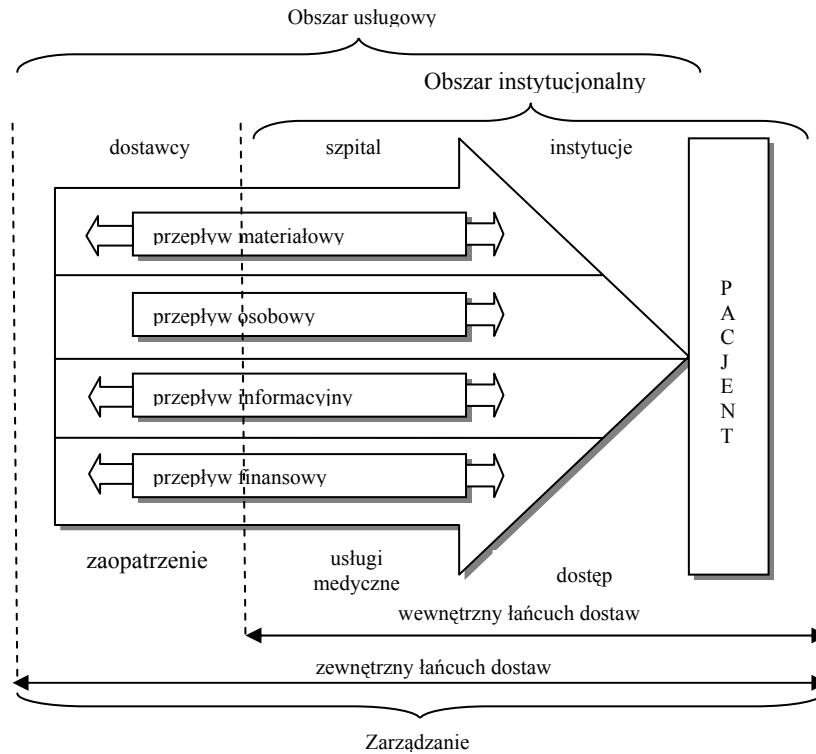 Obszar usługowy
Obszar instytucjonalny
dostawcy szpital instytucje
przepływ materiałowy
przepływ osobowy
przepływ informacyjny
przepływ finansowy
PACJENT
zaopatrzenie usługi medyczne dostęp
wewnętrzny łańcuch dostaw
zewnętrzny łańcuch dostaw
Zarządzanie